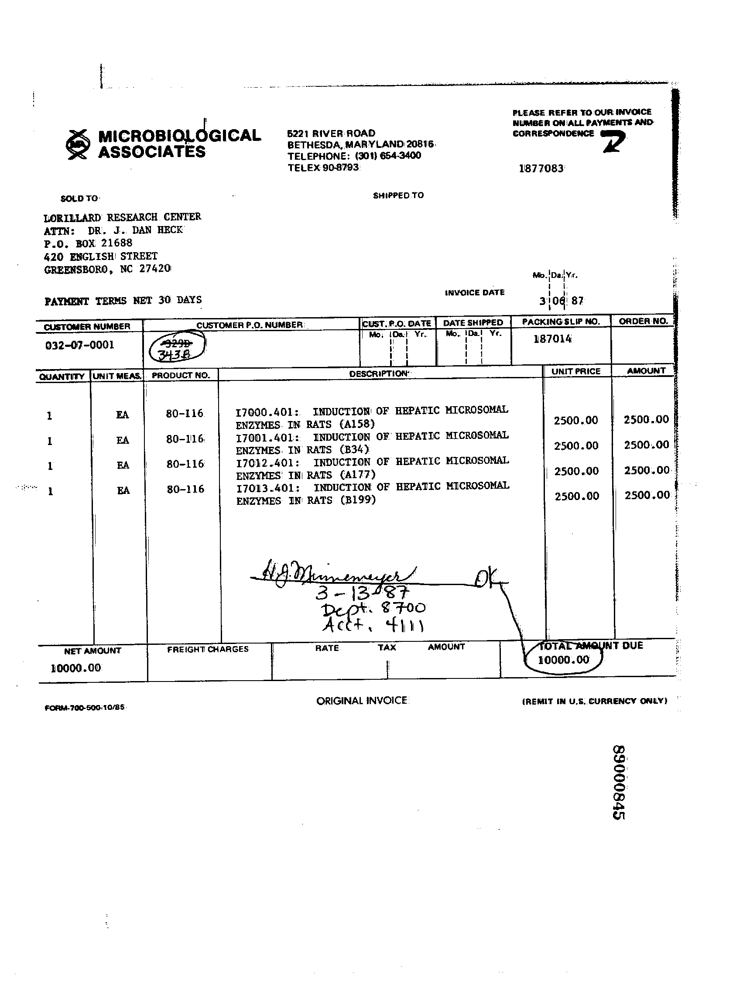 PLEASE REFER TO OUR INVOICE
NUMBER ON ALL PAYMENTS AND
CORRESPONDENCE
MICROBIOLOGICAL
ASSOCIATES
5221 RIVER ROAD
BETHESDA, MARYLAND 20816
TELEPHONE: (301) 654-3400
TELEX 90-8793
1877083
SOLD TO
SHIPPED TO
LORILLARD RESEARCH CENTER
ATTN: DR. J. DAN HECK
P.O. BOX 21688
420 ENGLISH STREET
GREENSBORO, NC 27420
PAYMENT TERMS NET 30 DAYS
INVOICE DATE
Mo. Da. Yr.
3 06 87
CUSTOMER NUMBER CUSTOMER P.O. NUMBER CUST. P.O. DATE DATE SHIPPED PACKING SLIP NO. ORDER NO.
Mo. Da. Yr. Mo. Da. Yr.
032-07-0001 329B 187014
343B
QUANTITY UNIT MEAS. PRODUCT NO. DESCRIPTION UNIT PRICE AMOUNT
1 EA 80-116 I7000.401: INDUCTION OF HEPATIC MICROSOMAL
ENZYMES IN RATS (A158) 2500.00 2500.00
1 EA 80-116 I7001.401: INDUCTION OF HEPATIC MICROSOMAL
ENZYMES IN RATS (B34) 2500.00 2500.00
1 EA 80-116 I7012.401: INDUCTION OF HEPATIC MICROSOMAL
ENZYMES IN RATS (A177) 2500.00 2500.00
1 EA 80-116 I7013.401: INDUCTION OF HEPATIC MICROSOMAL
ENZYMES IN RATS (B199) 2500.00 2500.00
H.J. Minnemeyer OK
3-13-87
Dept. 8700
Acct. 4111
NET AMOUNT FREIGHT CHARGES RATE TAX AMOUNT TOTAL AMOUNT DUE
10000.00 10000.00
FORM-700-500-10/85 ORIGINAL INVOICE (REMIT IN U.S. CURRENCY ONLY)
89000845